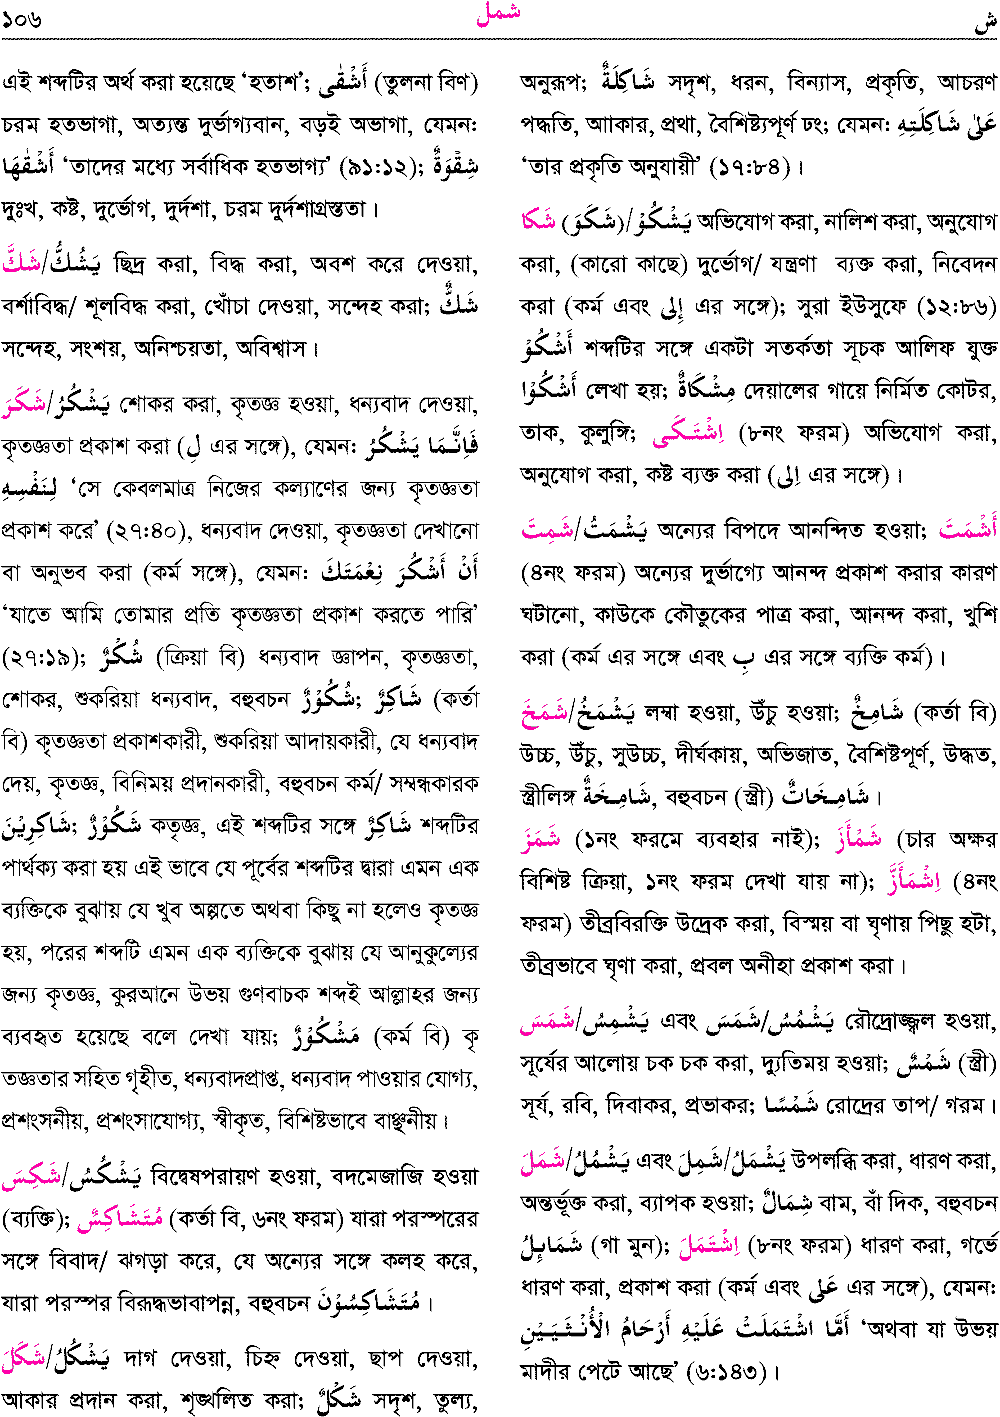 ১০৬ شمل ش
এই শব্দটির অর্থ করা হয়েছে ‘হতাশ’; أَشْقٰى (তুলনা বিণ)
চরম হতভাগা, অত্যন্ত দুর্ভাগ্যবান, বড়ই অভাগা, যেমন:
أَشْقٰهَا ‘তাদের মধ্যে সর্বাধিক হতভাগ্য’ (৯১:১২); شِقْوَةٌ
দুঃখ, কষ্ট, দুর্ভোগ, দুর্দশা, চরম দুর্দশাগ্রস্ততা।
شَكَّ/يَشُكُّ ছিদ্র করা, বিদ্ধ করা, অবশ করে দেওয়া,
বর্শাবিদ্ধ/ শূলবিদ্ধ করা, খোঁচা দেওয়া, সন্দেহ করা; شَكٌّ
সন্দেহ, সংশয়, অনিশ্চয়তা, অবিশ্বাস।
شَكَرَ/يَشْكُرُ শোকর করা, কৃতজ্ঞ হওয়া, ধন্যবাদ দেওয়া,
কৃতজ্ঞতা প্রকাশ করা (لِ এর সঙ্গে), যেমন: فَإِنَّمَا يَشْكُرُ
لِنَفْسِهِ ‘সে কেবলমাত্র নিজের কল্যাণের জন্য কৃতজ্ঞতা
প্রকাশ করে’ (২৭:৪০), ধন্যবাদ দেওয়া, কৃতজ্ঞতা দেখানো
বা অনুভব করা (কর্ম সঙ্গে), যেমন: أَنْ أَشْكُرَ نِعْمَتَكَ
‘যাতে আমি তোমার প্রতি কৃতজ্ঞতা প্রকাশ করতে পারি’
(২৭:১৯); شُكْرٌ (ক্রিয়া বি) ধন্যবাদ জ্ঞাপন, কৃতজ্ঞতা,
শোকর, শুকরিয়া ধন্যবাদ, বহুবচন شُكُوْرٌ; شَاكِرٌ (কর্তা
বি) কৃতজ্ঞতা প্রকাশকারী, শুকরিয়া আদায়কারী, যে ধন্যবাদ
দেয়, কৃতজ্ঞ, বিনিময় প্রদানকারী, বহুবচন কর্ম/ সম্বন্ধকারক
شَاكِرِيْنَ; شَكُوْرٌ কতৃজ্ঞ, এই শব্দটির সঙ্গে شَاكِرٌ শব্দটির
পার্থক্য করা হয় এই ভাবে যে পূর্বের শব্দটির দ্বারা এমন এক
ব্যক্তিকে বুঝায় যে খুব অল্পতে অথবা কিছু না হলেও কৃতজ্ঞ
হয়, পরের শব্দটি এমন এক ব্যক্তিকে বুঝায় যে আনুকুল্যের
জন্য কৃতজ্ঞ, কুরআনে উভয় গুণবাচক শব্দই আল্লাহর জন্য
ব্যবহৃত হয়েছে বলে দেখা যায়; مَشْكُوْرٌ (কর্ম বি) কৃ
তজ্ঞতার সহিত গৃহীত, ধন্যবাদপ্রাপ্ত, ধন্যবাদ পাওয়ার যোগ্য,
প্রশংসনীয়, প্রশংসাযোগ্য, স্বীকৃত, বিশিষ্টভাবে বাঞ্ছনীয়।
شَكِسَ/يَشْكُسُ বিদ্বেষপরায়ণ হওয়া, বদমেজাজি হওয়া
(ব্যক্তি); مُتَشَاكِسٌ (কর্তা বি, ৬নং ফরম) যারা পরস্পরের
সঙ্গে বিবাদ/ ঝগড়া করে, যে অন্যের সঙ্গে কলহ করে,
যারা পরস্পর বিরূদ্ধভাবাপন্ন, বহুবচন مُتَشَاكِسُوْنَ।
شَكَلَ/يَشْكُلُ দাগ দেওয়া, চিহ্ন দেওয়া, ছাপ দেওয়া,
আকার প্রদান করা, শৃঙ্খলিত করা; شَكْلٌ সদৃশ, তুল্য,
অনুরূপ; شَاكِلَةٌ সদৃশ, ধরন, বিন্যাস, প্রকৃতি, আচরণ
পদ্ধতি, আাকার, প্রথা, বৈশিষ্ট্যপূর্ণ ঢং; যেমন: عَلٰى شَاكِلَتِهِ
‘তার প্রকৃতি অনুযায়ী’ (১৭:৮৪)।
شَكَا (شَكَوَ)/يَشْكُوْ অভিযোগ করা, নালিশ করা, অনুযোগ
করা, (কারো কাছে) দুর্ভোগ/ যন্ত্রণা ব্যক্ত করা, নিবেদন
করা (কর্ম এবং إِلٰى এর সঙ্গে); সুরা ইউসুফে (১২:৮৬)
أَشْكُوْ শব্দটির সঙ্গে একটা সতর্কতা সূচক আলিফ যুক্ত
أَشْكُوْا লেখা হয়; مِشْكَاةٌ দেয়ালের গায়ে নির্মিত কোটর,
তাক, কুলুঙ্গি; اِشْتَكَى (৮নং ফরম) অভিযোগ করা,
অনুযোগ করা, কষ্ট ব্যক্ত করা (اِلٰى এর সঙ্গে)।
شَمِتَ/يَشْمَتُ অন্যের বিপদে আনন্দিত হওয়া; أَشْمَتَ
(৪নং ফরম) অন্যের দুর্ভাগ্যে আনন্দ প্রকাশ করার কারণ
ঘটানো, কাউকে কৌতুকের পাত্র করা, আনন্দ করা, খুশি
করা (কর্ম এর সঙ্গে এবং بِ এর সঙ্গে ব্যক্তি কর্ম)।
شَمَخَ/يَشْمَخُ লম্বা হওয়া, উঁচু হওয়া; شَامِخٌ (কর্তা বি)
উচ্চ, উঁচু, সুউচ্চ, দীর্ঘকায়, অভিজাত, বৈশিষ্টপূর্ণ, উদ্ধত,
স্ত্রীলিঙ্গ شَامِخَةٌ, বহুবচন (স্ত্রী) شَامِخَاتٌ।
شَمَزَ (১নং ফরমে ব্যবহার নাই); شَمْأَزَ (চার অক্ষর
বিশিষ্ট ক্রিয়া, ১নং ফরম দেখা যায় না); اِشْمَأَزَّ (৪নং
ফরম) তীব্রবিরক্তি উদ্রেক করা, বিস্ময় বা ঘৃণায় পিছু হটা,
তীব্রভাবে ঘৃণা করা, প্রবল অনীহা প্রকাশ করা।
شَمَسَ/يَشْمِسُ এবং شَمَسَ/يَشْمُسُ রৌদ্রোজ্জ্বল হওয়া,
সূর্যের আলোয় চক চক করা, দ্যুতিময় হওয়া; شَمْسٌ (স্ত্রী)
সূর্য, রবি, দিবাকর, প্রভাকর; شَمْسًا রোদ্রের তাপ/ গরম।
شَمَلَ/يَشْمُلُ এবং شَمِلَ/يَشْمَلُ উপলব্ধি করা, ধারণ করা,
অন্তর্ভূক্ত করা, ব্যাপক হওয়া; شِمَالٌ বাম, বাঁ দিক, বহুবচন
شَمَايِلُ (গা মুন); اِشْتَمَلَ (৮নং ফরম) ধারণ করা, গর্ভে
ধারণ করা, প্রকাশ করা (কর্ম এবং عَلٰى এর সঙ্গে), যেমন:
أَمَّا اشْتَمَلَتْ عَلَيْهِ أَرْحَامُ الْأُنْثَيَيْنِ ‘অথবা যা উভয়
মাদীর পেটে আছে’ (৬:১৪৩)।